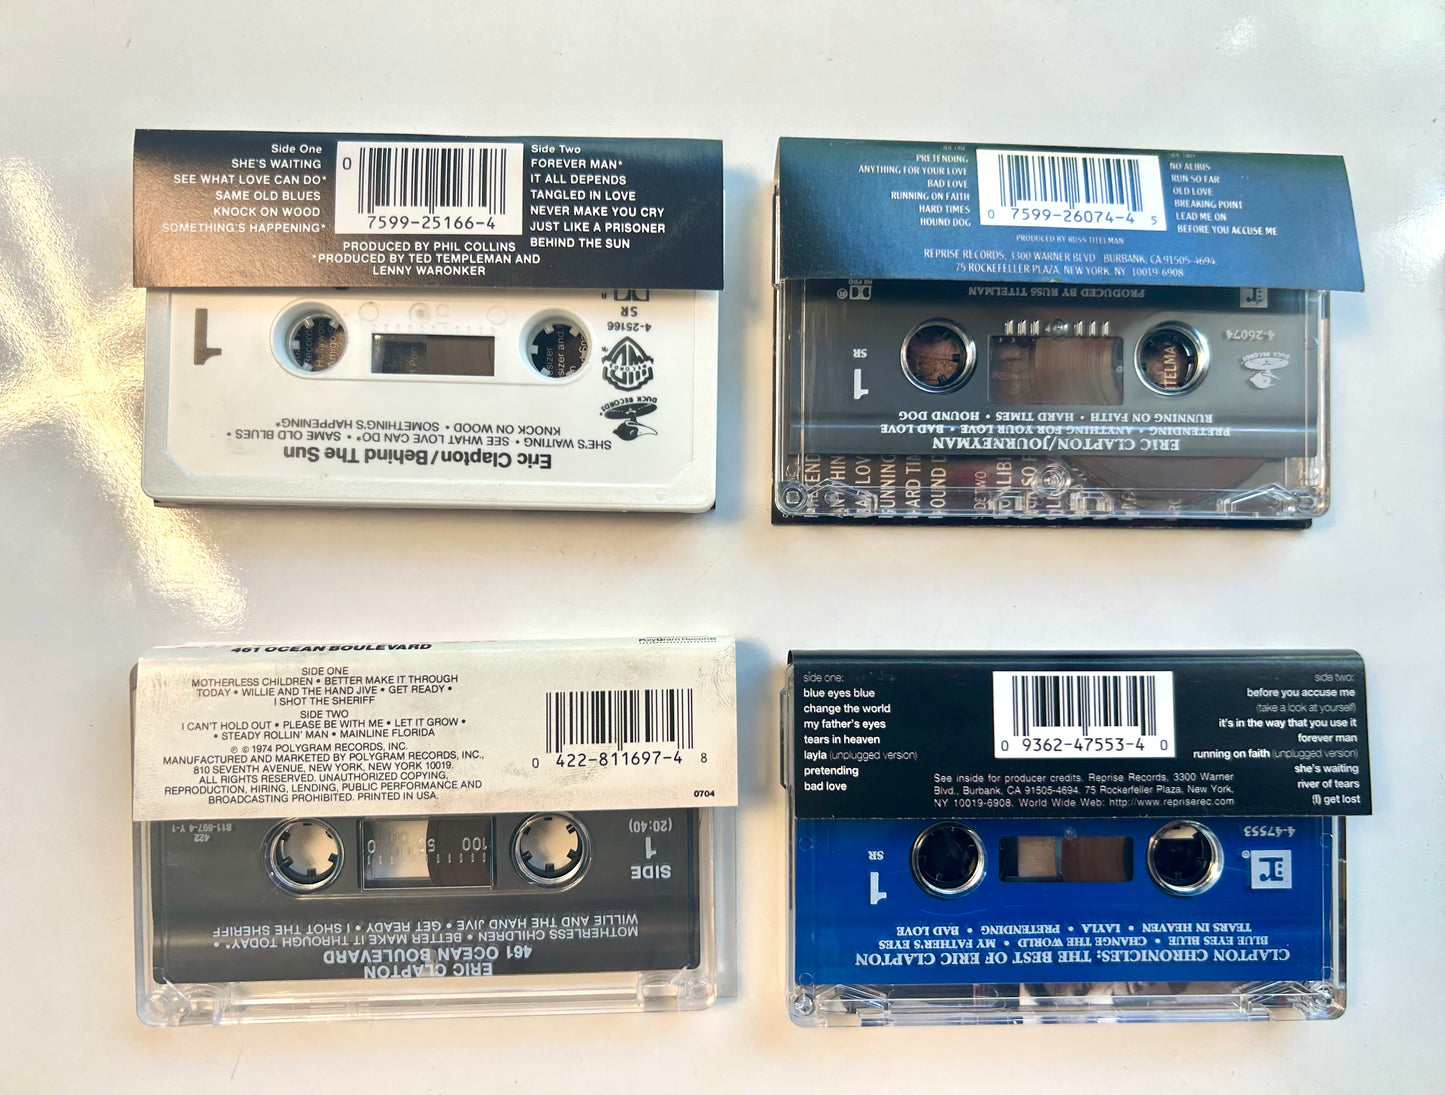 Side One
SHE'S WAITING
SEE WHAT LOVE CAN DO*
SAME OLD BLUES
KNOCK ON WOOD
SOMETHING'S HAPPENING*
0
7599-25166-4
Side Two
FOREVER MAN*
IT ALL DEPENDS
TANGLED IN LOVE
NEVER MAKE YOU CRY
JUST LIKE A PRISONER
BEHIND THE SUN
PRODUCED BY PHIL COLLINS
*PRODUCED BY TED TEMPLEMAN AND
LENNY WARONKER
1
SR
4-25166
DUCK RECORDS
SHE'S WAITING • SEE WHAT LOVE CAN DO* • SAME OLD BLUES •
KNOCK ON WOOD • SOMETHING'S HAPPENING*
Eric Clapton/Behind The Sun
PRETENDING
ANYTHING FOR YOUR LOVE
BAD LOVE
RUNNING ON FAITH
HARD TIMES
HOUND DOG
0 7599-26074-4 5
SIDE TWO
NO ALIBIS
RUN SO FAR
OLD LOVE
BREAKING POINT
LEAD ME ON
BEFORE YOU ACCUSE ME
PRODUCED BY RUSS TITELMAN
REPRISE RECORDS, 3300 WARNER BLVD., BURBANK, CA 91505-4694.
75 ROCKEFELLER PLAZA, NEW YORK, NY. 10019-6908
PRODUCED BY RUSS TITELMAN
4-26074
SR
1
DUCK RECORDS
ERIC CLAPTON/JOURNEYMAN
PRETENDING • ANYTHING FOR YOUR LOVE • BAD LOVE
RUNNING ON FAITH • HARD TIMES • HOUND DOG
461 OCEAN BOULEVARD
PolyGram Records
SIDE ONE
MOTHERLESS CHILDREN • BETTER MAKE IT THROUGH
TODAY • WILLIE AND THE HAND JIVE • GET READY •
I SHOT THE SHERIFF
SIDE TWO
I CAN'T HOLD OUT • PLEASE BE WITH ME • LET IT GROW •
• STEADY ROLLIN' MAN • MAINLINE FLORIDA
℗ © 1974 POLYGRAM RECORDS, INC.
MANUFACTURED AND MARKETED BY POLYGRAM RECORDS, INC.,
810 SEVENTH AVENUE, NEW YORK, NEW YORK 10019.
ALL RIGHTS RESERVED. UNAUTHORIZED COPYING,
REPRODUCTION, HIRING, LENDING, PUBLIC PERFORMANCE AND
BROADCASTING PROHIBITED. PRINTED IN USA.
0 422-811697-4 8
0704
422
811-697-4 Y-1
0 50 100
(20:40)
1
SIDE
ERIC CLAPTON
461 OCEAN BOULEVARD
MOTHERLESS CHILDREN • BETTER MAKE IT THROUGH TODAY •
WILLIE AND THE HAND JIVE • GET READY • I SHOT THE SHERIFF
side one:
blue eyes blue
change the world
my father's eyes
tears in heaven
layla (unplugged version)
pretending
bad love
0 9362-47553-4 0
side two:
before you accuse me
(take a look at yourself)
it's in the way that you use it
forever man
running on faith (unplugged version)
she's waiting
river of tears
(I) get lost
See inside for producer credits. Reprise Records, 3300 Warner
Blvd., Burbank, CA 91505-4694. 75 Rockefeller Plaza, New York,
NY 10019-6908. World Wide Web: http://www.repriserec.com
4-47553
SR
1
CLAPTON CHRONICLES: THE BEST OF ERIC CLAPTON
BLUE EYES BLUE • CHANGE THE WORLD • MY FATHER'S EYES
TEARS IN HEAVEN • LAYLA • PRETENDING • BAD LOVE